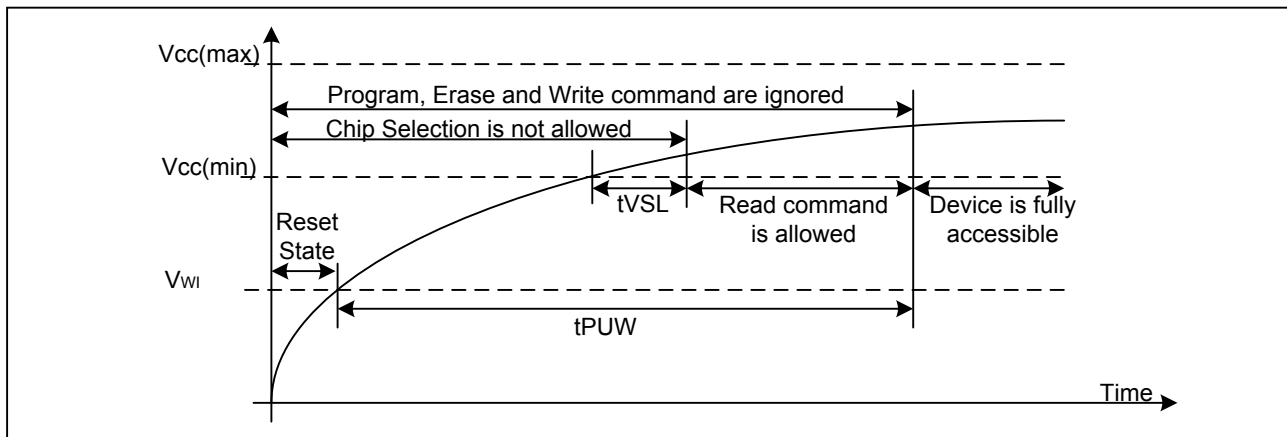 Vcc(max)
Program, Erase and Write command are ignored
Chip Selection is not allowed
Vcc(min)
tVSL
Read command
is allowed
Device is fully
accessible
Reset
State
VWI
tPUW
Time